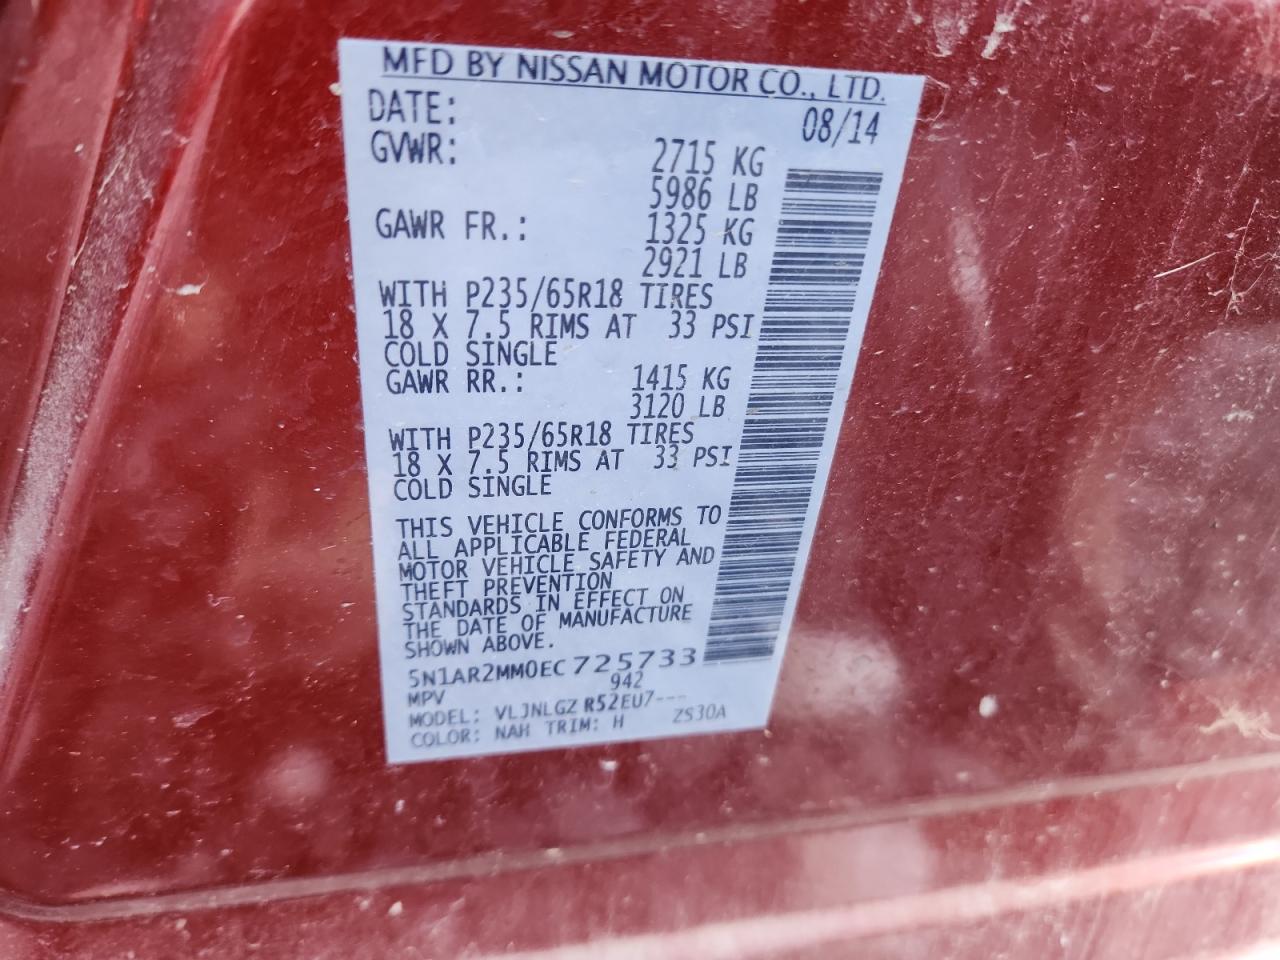 MFD BY NISSAN MOTOR CO., LTD.
DATE: 08/14
GVWR: 2715 KG
5986 LB
GAWR FR.: 1325 KG
2921 LB
WITH P235/65R18 TIRES
18 X 7.5 RIMS AT 33 PSI
COLD SINGLE
GAWR RR.: 1415 KG
3120 LB
WITH P235/65R18 TIRES
18 X 7.5 RIMS AT 33 PSI
COLD SINGLE
THIS VEHICLE CONFORMS TO
ALL APPLICABLE FEDERAL
MOTOR VEHICLE SAFETY AND
THEFT PREVENTION
STANDARDS IN EFFECT ON
THE DATE OF MANUFACTURE
SHOWN ABOVE.
5N1AR2MM0EC725733
MPV 942
MODEL: VLJNLGZ R52EU7---
COLOR: NAH TRIM: H ZS30A